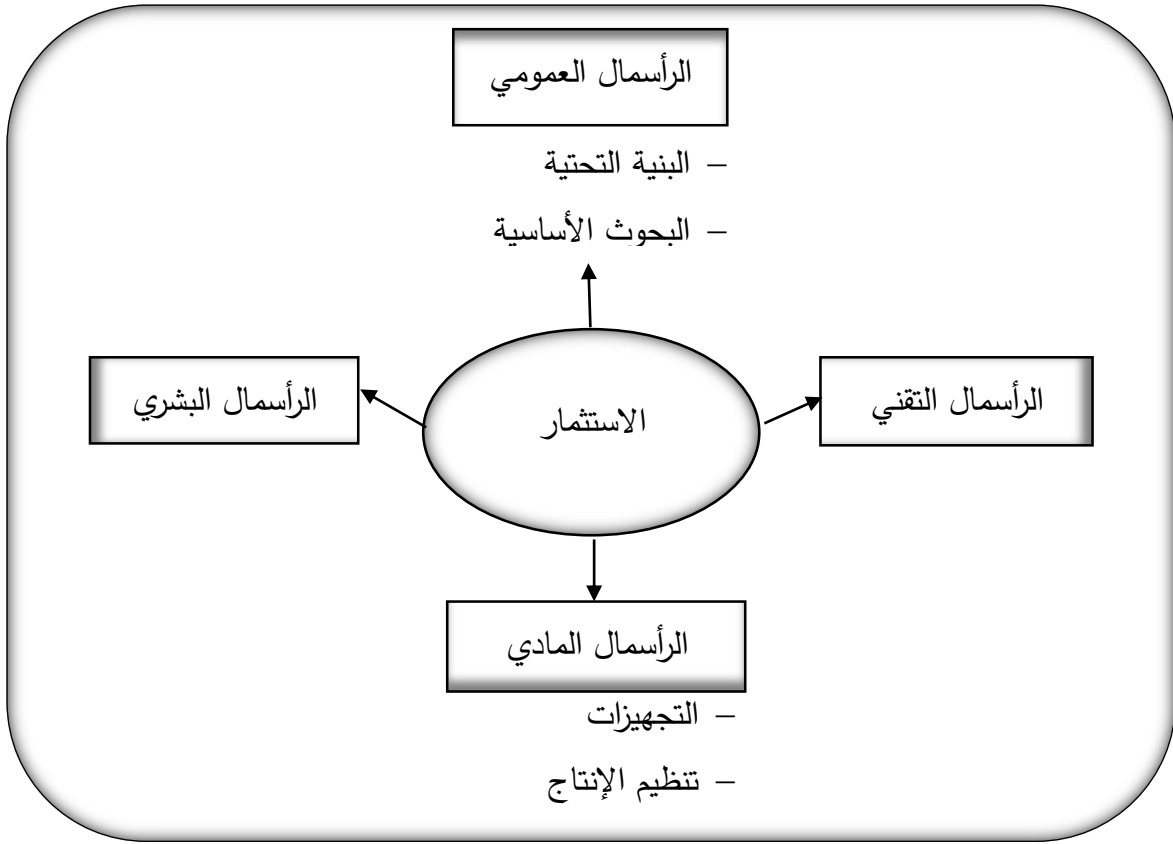 الرأسمال العمومي
– البنية التحتية
– البحوث الأساسية
الرأسمال التقني
الاستثمار
الرأسمال البشري
الرأسمال المادي
– التجهيزات
– تنظيم الإنتاج